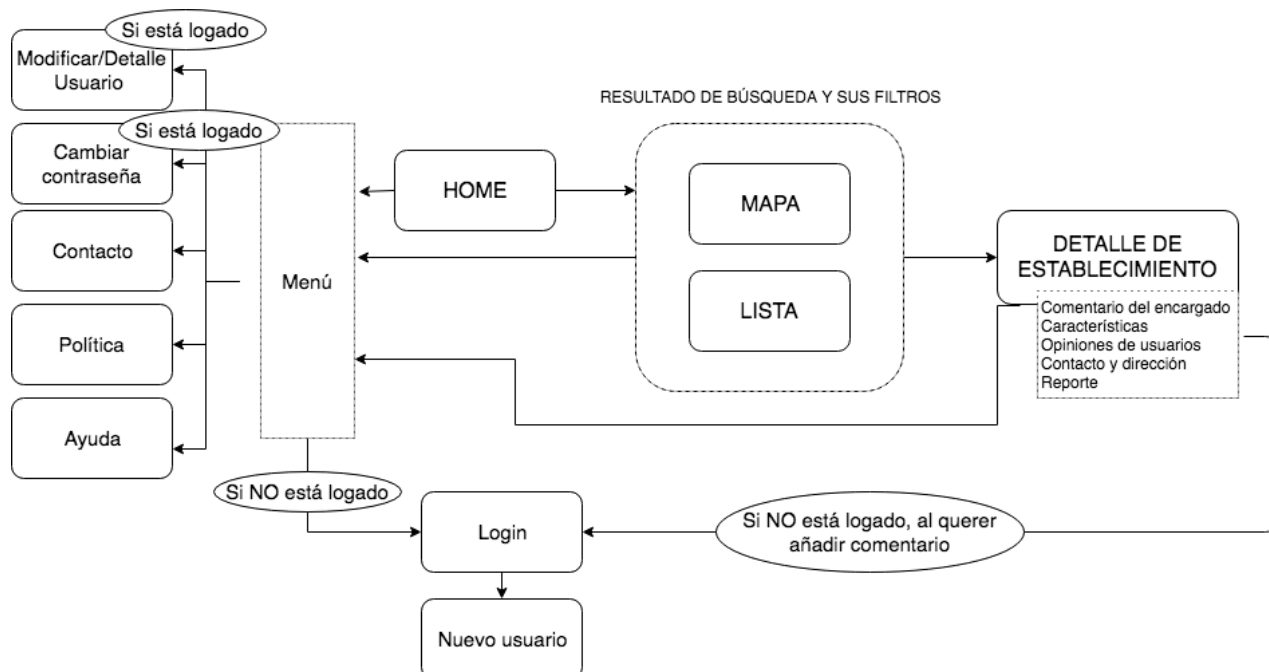 Si está logado
Modificar/Detalle
Usuario
Si está logado
Cambiar
contraseña
Contacto
Política
Ayuda
Menú
HOME
RESULTADO DE BÚSQUEDA Y SUS FILTROS
MAPA
LISTA
DETALLE DE
ESTABLECIMIENTO
Comentario del encargado
Características
Opiniones de usuarios
Contacto y dirección
Reporte
Si NO está logado
Login
Si NO está logado, al querer
añadir comentario
Nuevo usuario